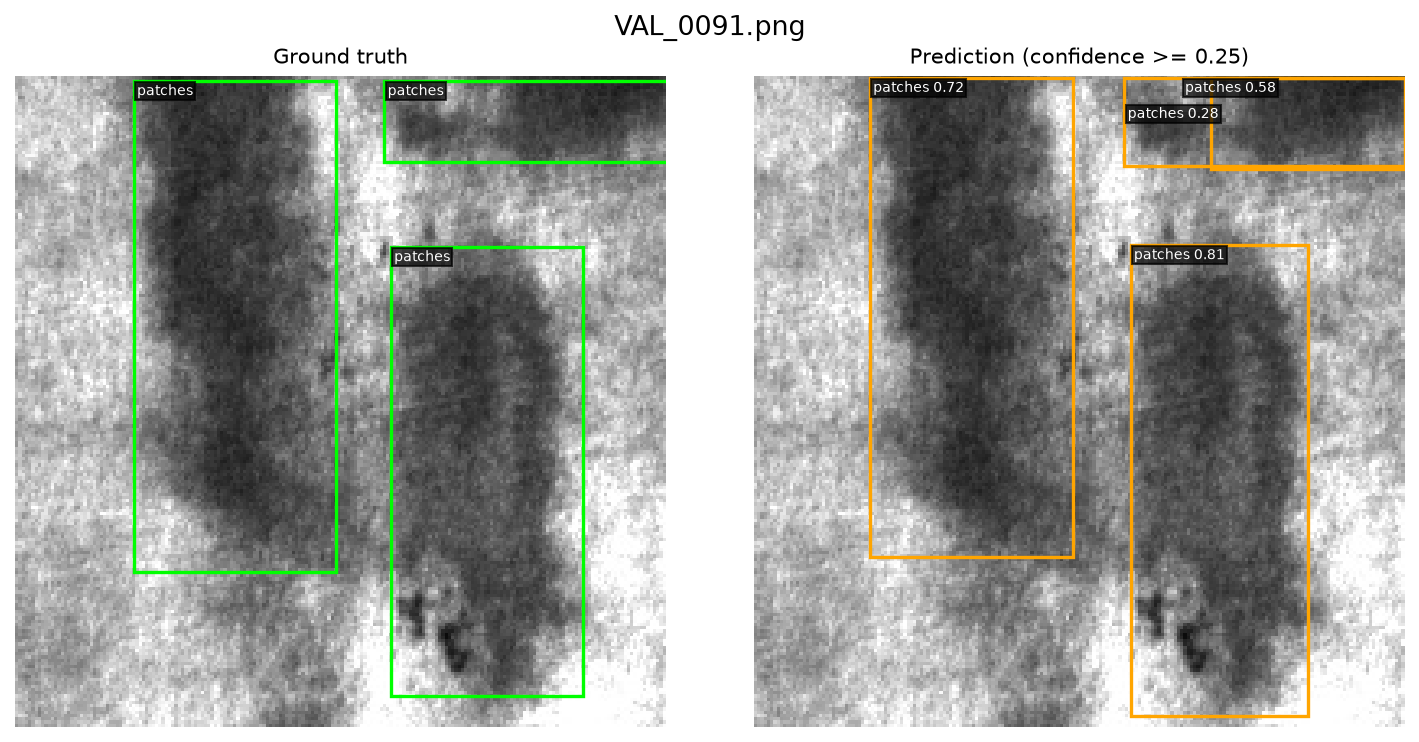 VAL_0091.png
Ground truth
Prediction (confidence >= 0.25)
patches
patches
patches
patches 0.72
patches 0.58
patches 0.28
patches 0.81